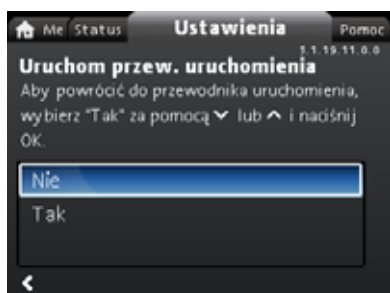 Me Status Ustawienia Pomoc
3.1.19.11.0.0
Uruchom przew. uruchomienia
Aby powrócić do przewodnika uruchomienia,
wybierz "Tak" za pomocą lub i naciśnij
OK.
Nie
Tak